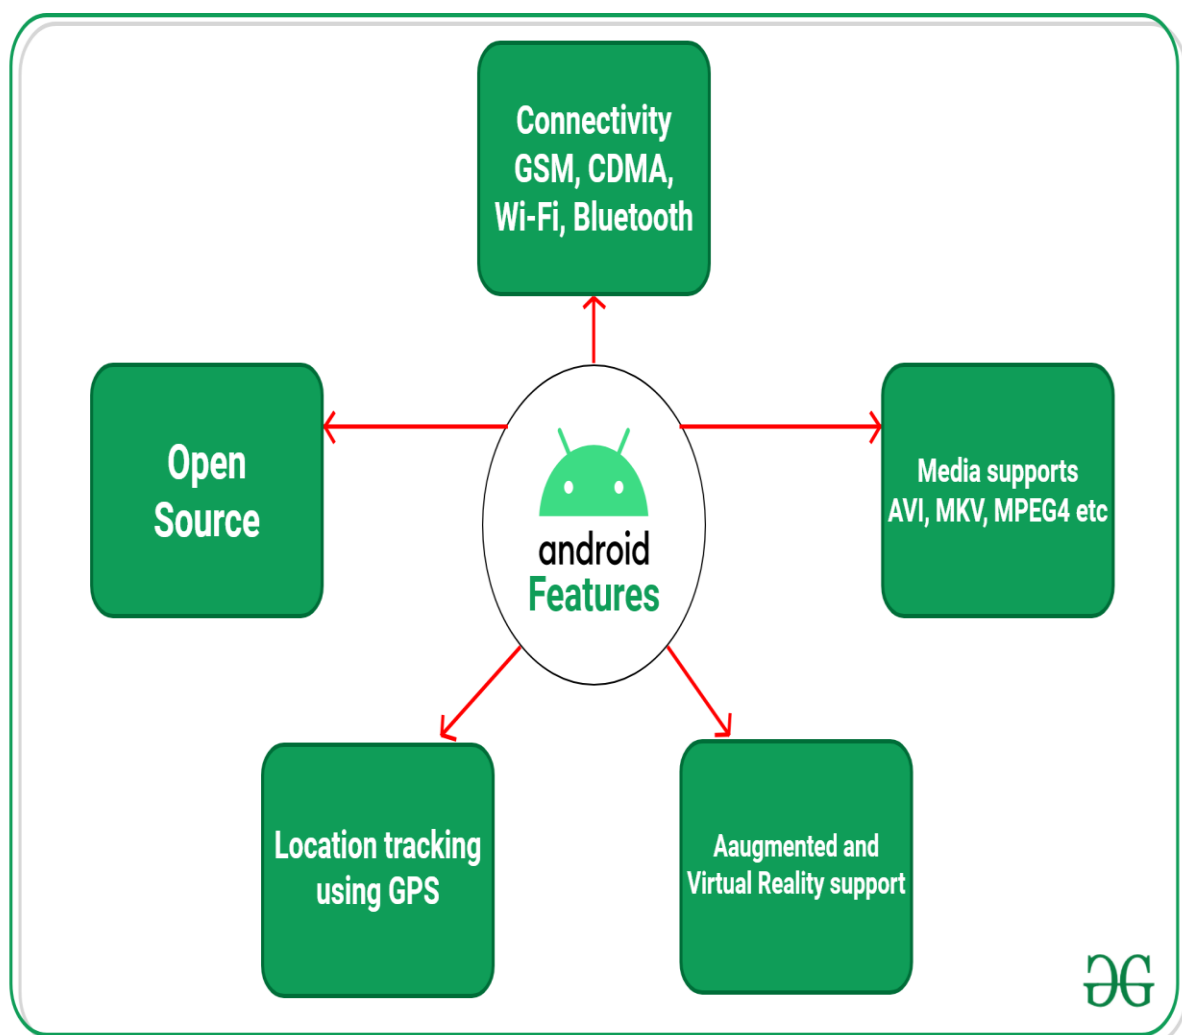 Connectivity
GSM, CDMA,
Wi-Fi, Bluetooth
Open
Source
android
Features
Media supports
AVI, MKV, MPEG4 etc
Location tracking
using GPS
Aaugmented and
Virtual Reality support